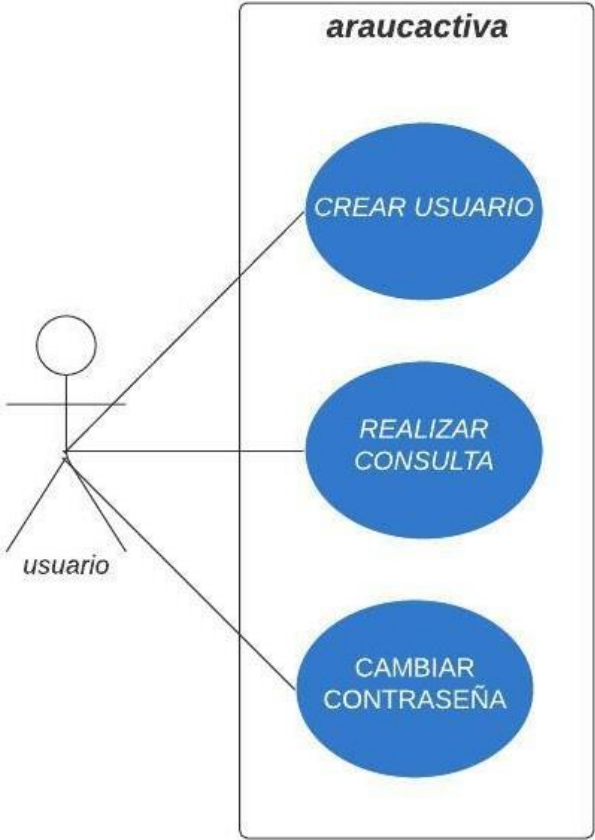 araucactiva
CREAR USUARIO
REALIZAR
CONSULTA
usuario
CAMBIAR
CONTRASEÑA